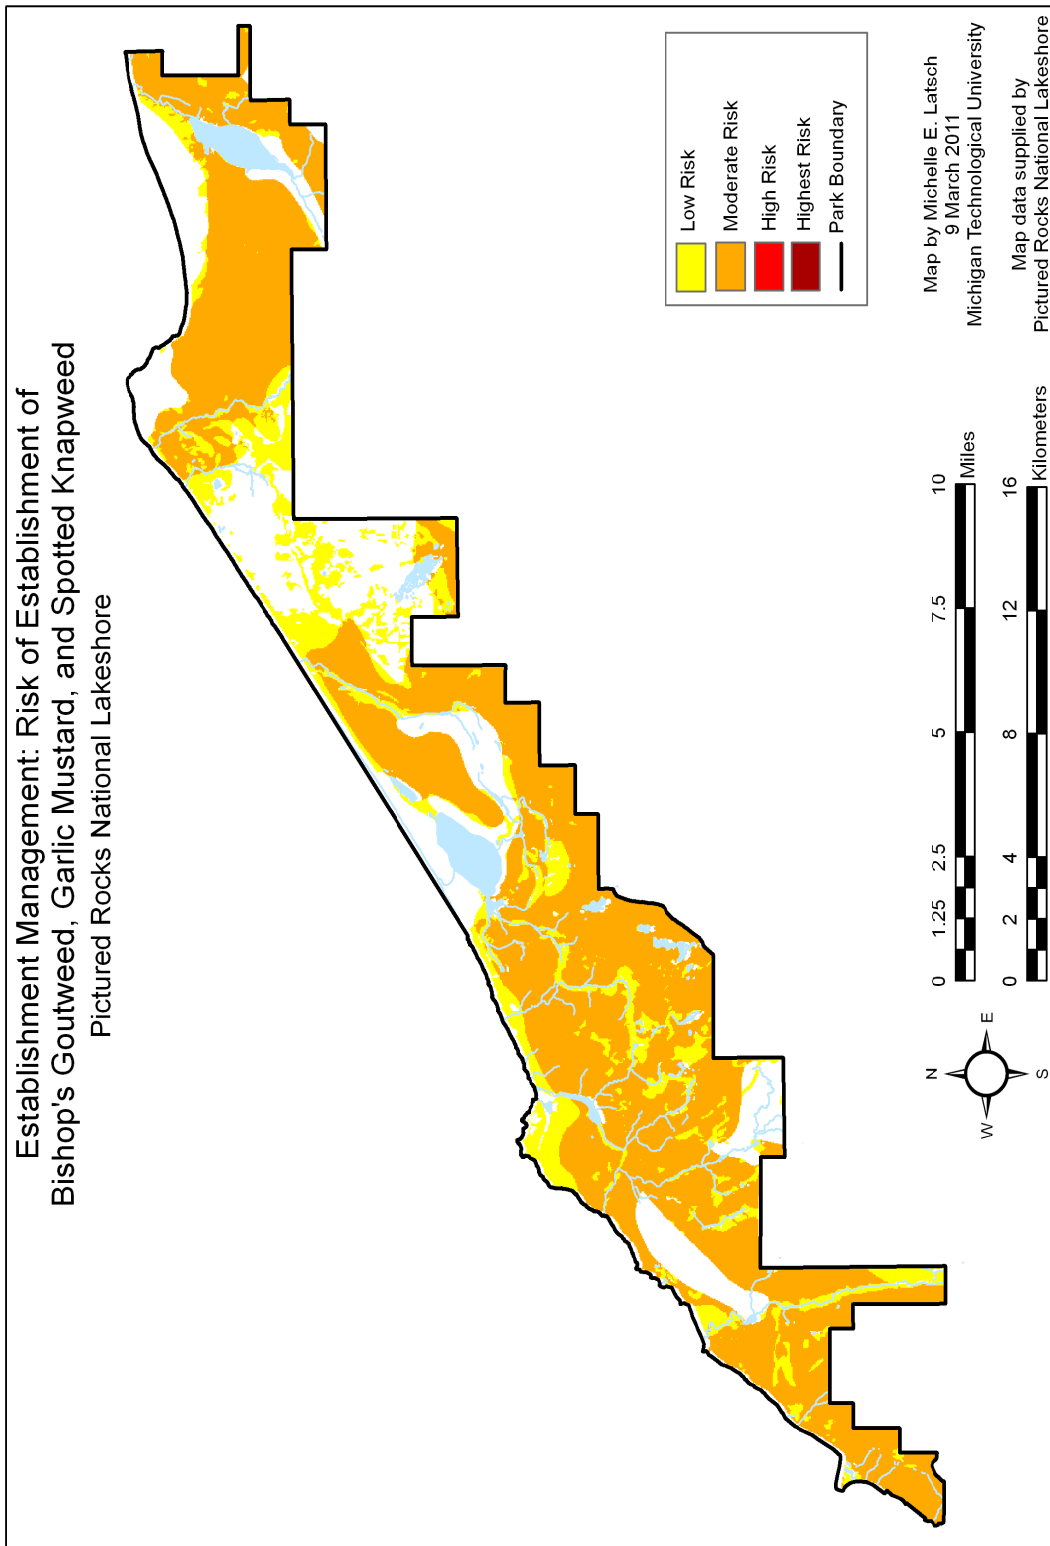 Establishment Management: Risk of Establishment of
Bishop's Goutweed, Garlic Mustard, and Spotted Knapweed
Pictured Rocks National Lakeshore
Low Risk
Moderate Risk
High Risk
Highest Risk
Park Boundary
Map by Michelle E. Latsch
9 March 2011
Michigan Technological University
Map data supplied by
Pictured Rocks National Lakeshore
N
W E
S
0 1.25 2.5 5 7.5 10
Miles
0 2 4 8 12 16
Kilometers